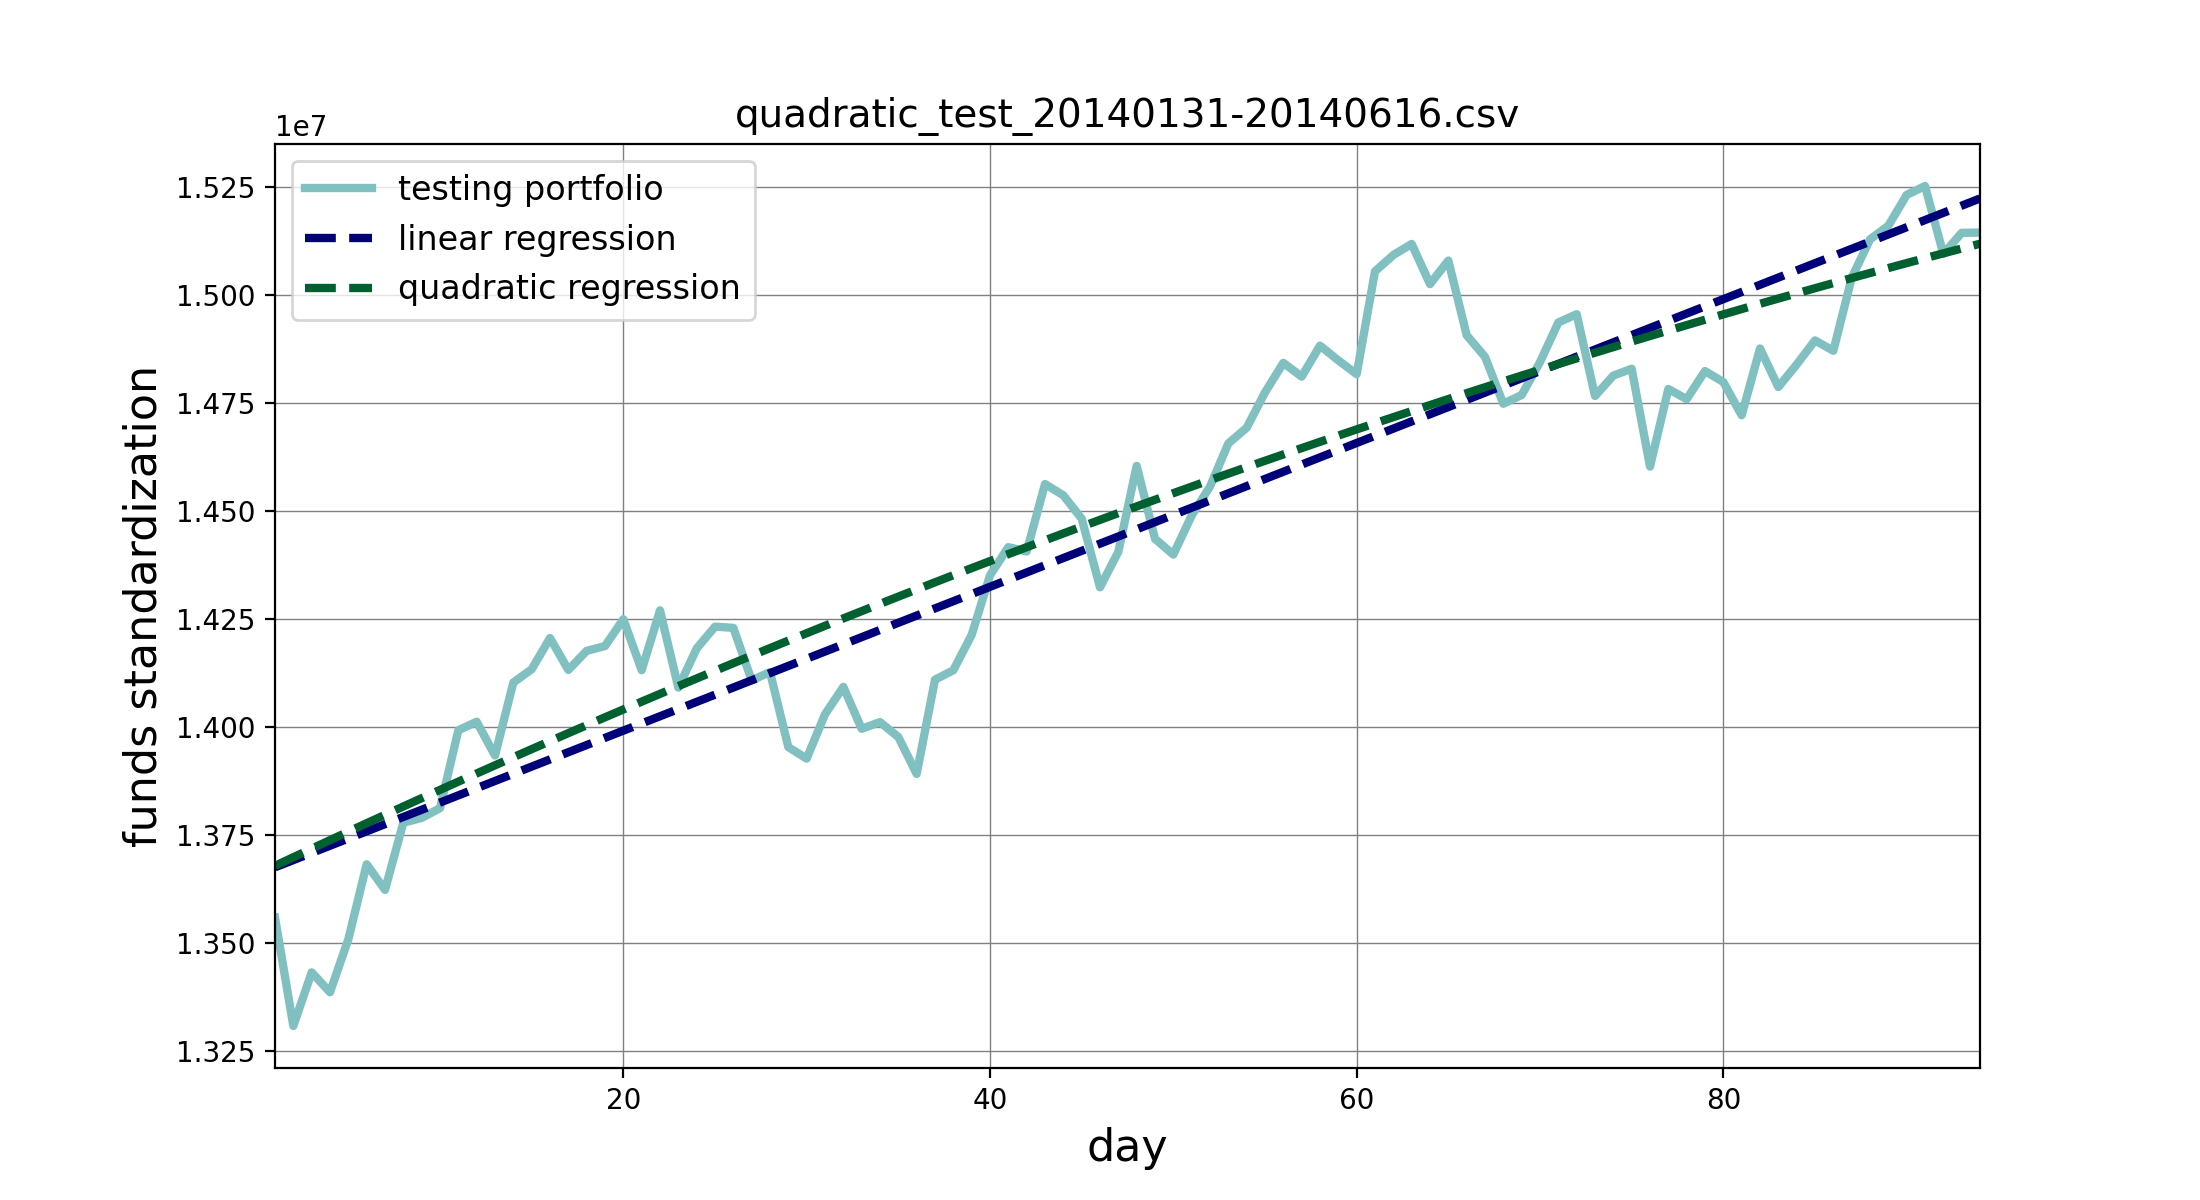 quadratic_test_20140131-20140616.csv
1e7
testing portfolio
linear regression
quadratic regression
1.525
1.500
1.475
1.450
1.425
1.400
1.375
1.350
1.325
funds standardization
20 40 60 80
day